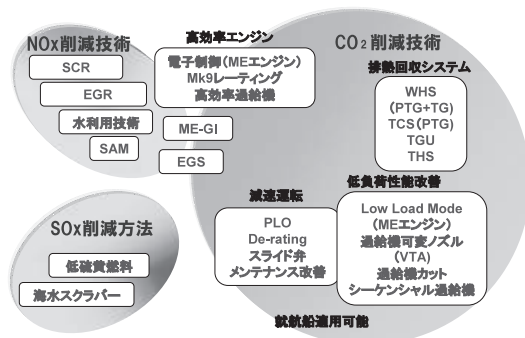 NOx削減技術
SCR
EGR
水利用技術
SAM
高効率エンジン
電子制御(MEエンジン)
Mk9レーティング
高効率過給機
ME-GI
EGS
CO2削減技術
排熱回収システム
WHS
(PTG+TG)
TCS(PTG)
TGU
THS
減速運転
PLO
De-rating
スライド弁
メンテナンス改善
低負荷性能改善
Low Load Mode
(MEエンジン)
過給機可変ノズル
(VTA)
過給機カット
シーケンシャル過給機
就航船適用可能
SOx削減方法
低硫黄燃料
海水スクラバー